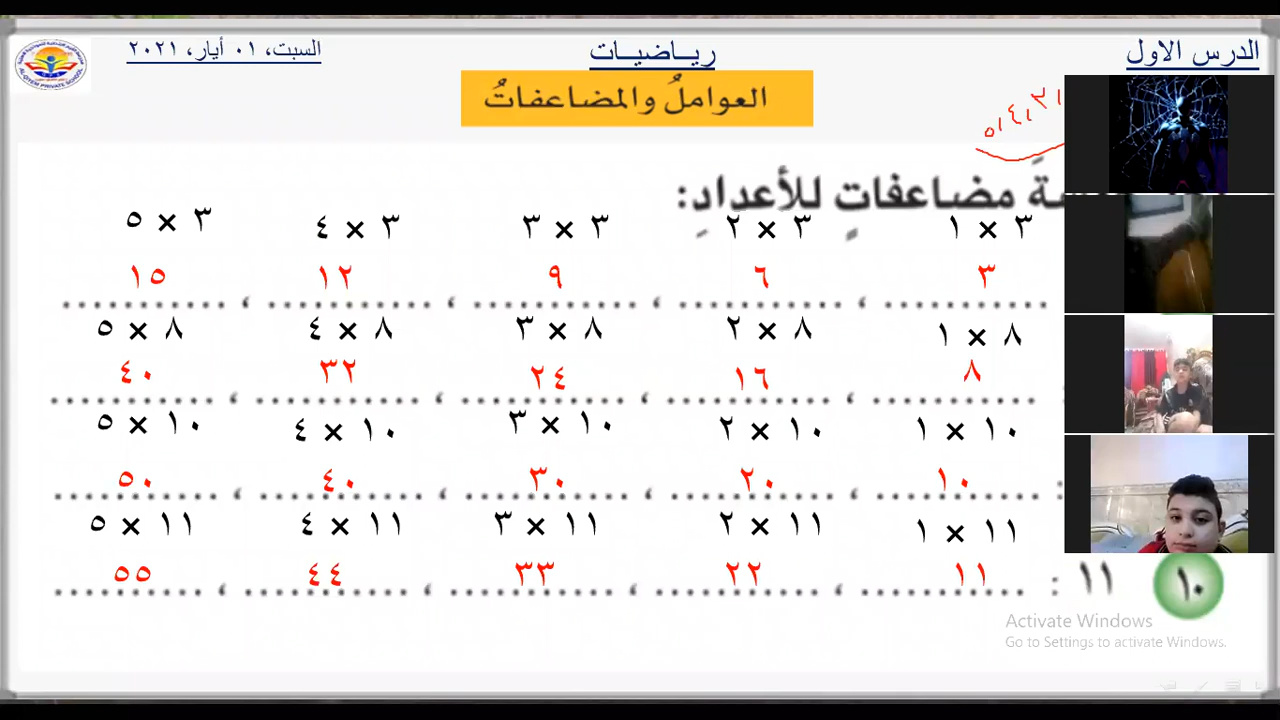 الدرس الاول
ريـاضيـات
السبت، ٠١ أيار، ٢٠٢١
العواملُ والمضاعفاتُ
٢, ٤, ٥
مضاعفاتٍ للأعدادِ:
٣ × ١ ٣ × ٢ ٣ × ٣ ٣ × ٤ ٣ × ٥
٣ ، ٦ ، ٩ ، ١٢ ، ١٥
٨ × ١ ٨ × ٢ ٨ × ٣ ٨ × ٤ ٨ × ٥
٨ ، ١٦ ، ٢٤ ، ٣٢ ، ٤٠
١٠ × ١ ١٠ × ٢ ١٠ × ٣ ١٠ × ٤ ١٠ × ٥
: ١٠ ، ٢٠ ، ٣٠ ، ٤٠ ، ٥٠
١١ × ١ ١١ × ٢ ١١ × ٣ ١١ × ٤ ١١ × ٥
١٠ ١١ : ١١ ، ٢٢ ، ٣٣ ، ٤٤ ، ٥٥
Activate Windows
Go to Settings to activate Windows.